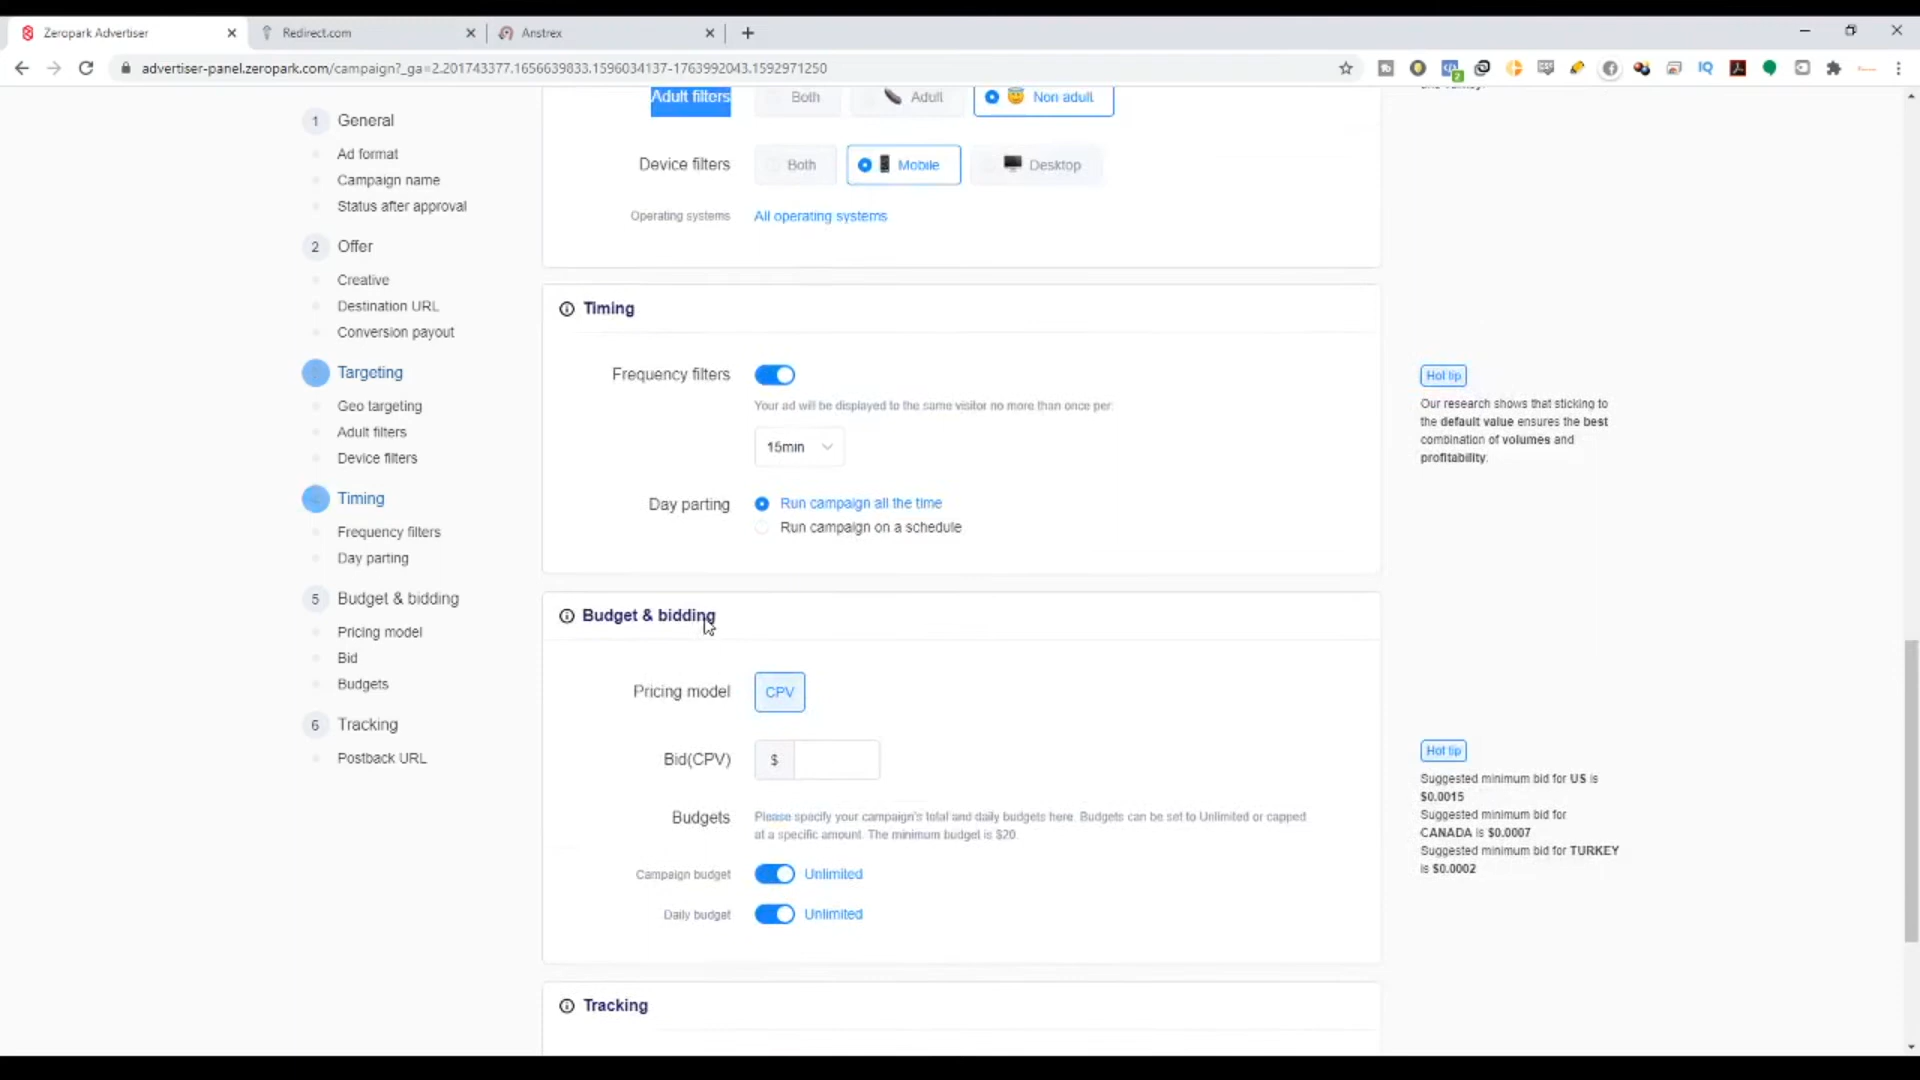 Zeropark Advertiser
Redirect.com
Anstrex
advertiser-panel.zeropark.com/campaign?_ga=2.201743377.1656639833.1596034137-1763992043.1592971250
1 General
Ad format
Campaign name
Status after approval
2 Offer
Creative
Destination URL
Conversion payout
Targeting
Geo targeting
Adult filters
Device filters
Timing
Frequency filters
Day parting
5 Budget & bidding
Pricing model
Bid
Budgets
6 Tracking
Postback URL
Adult filters Both Adult Non adult
Device filters Both Mobile Desktop
Operating systems All operating systems
Timing
Frequency filters
Your ad will be displayed to the same visitor no more than once per:
15min
Day parting Run campaign all the time
Run campaign on a schedule
Budget & bidding
Pricing model CPV
Bid(CPV) $
Budgets Please specify your campaign's total and daily budgets here. Budgets can be set to Unlimited or capped
at a specific amount. The minimum budget is $20.
Campaign budget Unlimited
Daily budget Unlimited
Tracking
Hot tip
Our research shows that sticking to
the default value ensures the best
combination of volumes and
profitability.
Hot tip
Suggested minimum bid for US is
$0.0015
Suggested minimum bid for
CANADA is $0.0007
Suggested minimum bid for TURKEY
is $0.0002